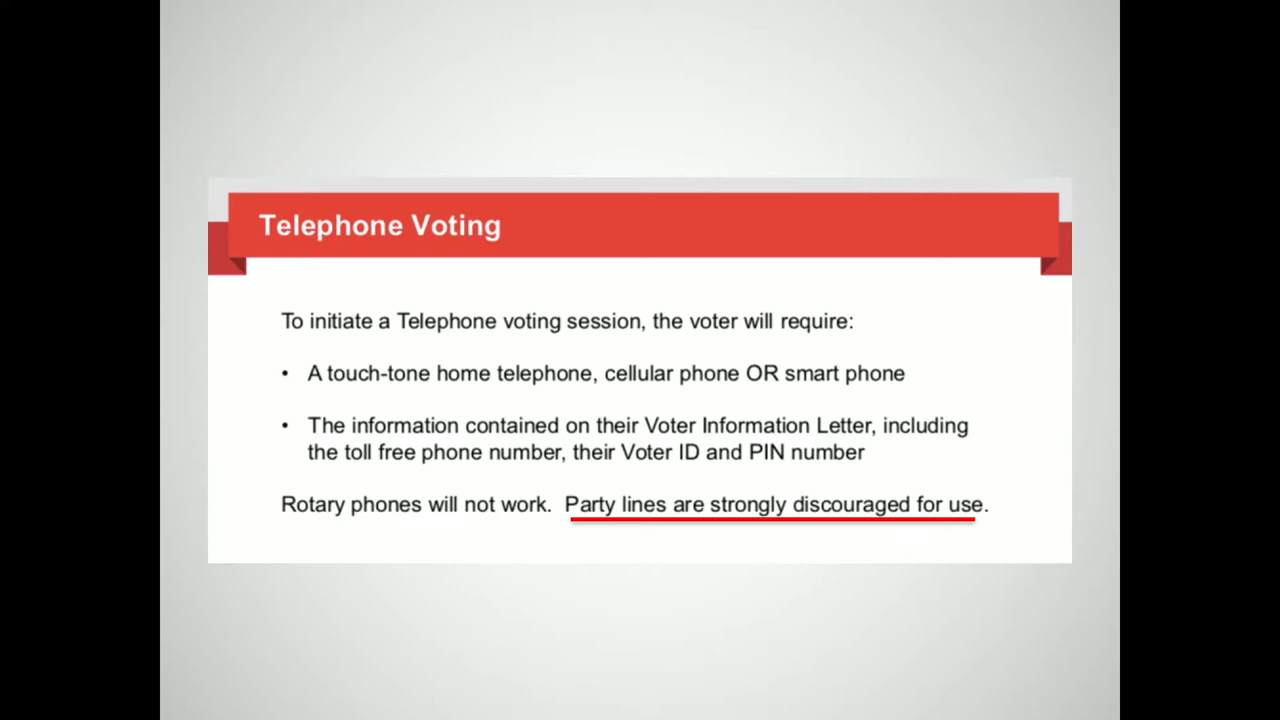 Telephone Voting
To initiate a Telephone voting session, the voter will require:
• A touch-tone home telephone, cellular phone OR smart phone
• The information contained on their Voter Information Letter, including
the toll free phone number, their Voter ID and PIN number
Rotary phones will not work.  Party lines are strongly discouraged for use.